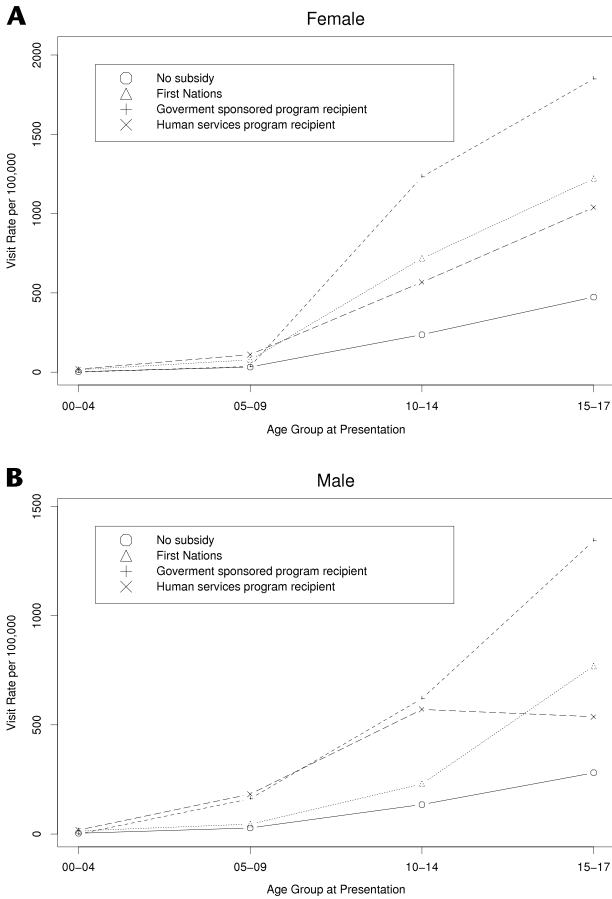 A
Female
No subsidy
First Nations
Goverment sponsored program recipient
Human services program recipient
Visit Rate per 100,000
2000
1500
1000
500
0
00−04 05−09 10−14 15−17
Age Group at Presentation
B
Male
No subsidy
First Nations
Goverment sponsored program recipient
Human services program recipient
Visit Rate per 100,000
1500
1000
500
0
00−04 05−09 10−14 15−17
Age Group at Presentation